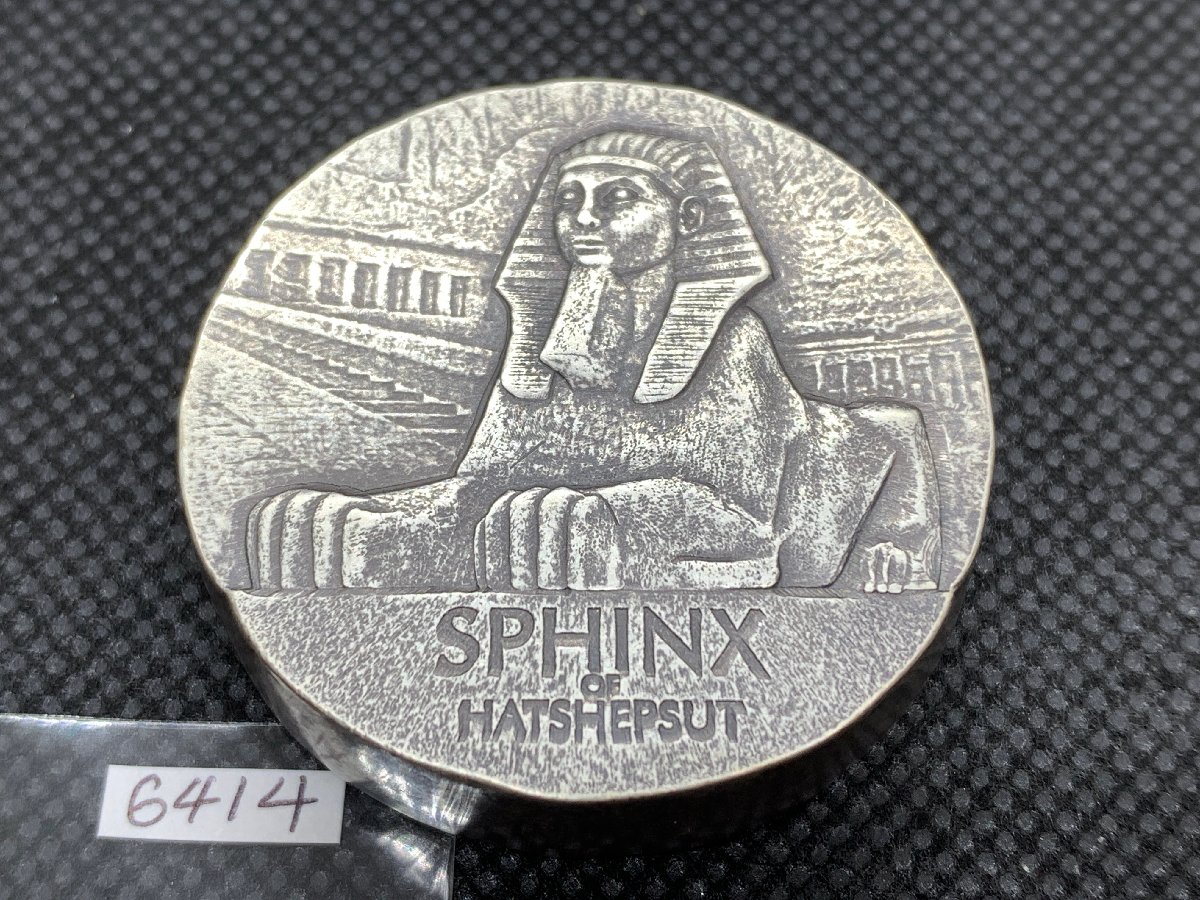 SPHINX
OF
HATSHEPSUT
6414